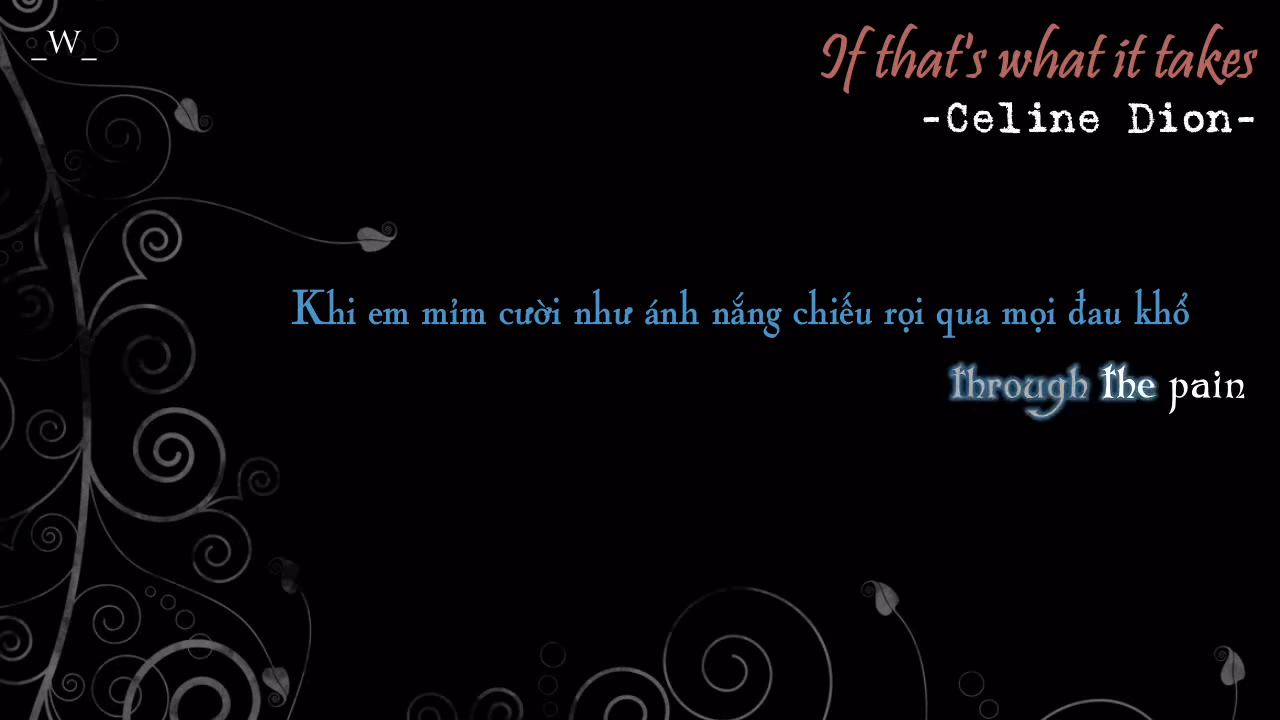 _W_
If that's what it takes
-Celine Dion-
Khi em mỉm cười như ánh nắng chiếu rọi qua mọi đau khổ
through the pain